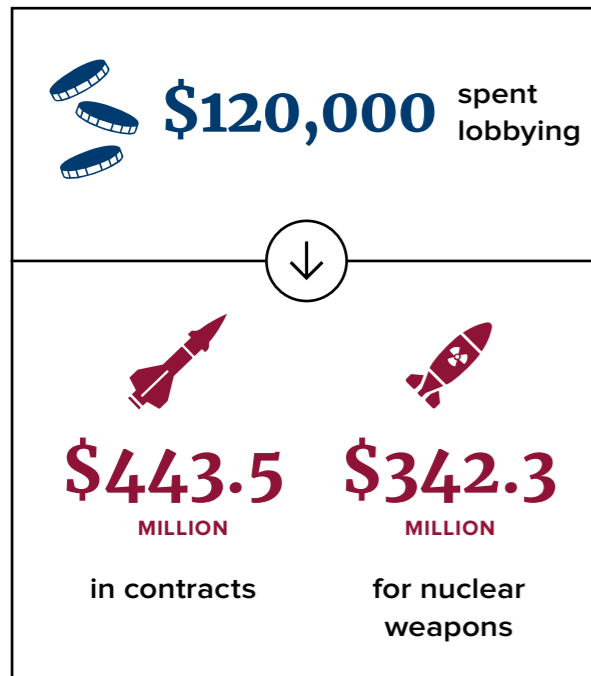 $120,000 spent
lobbying
$443.5
MILLION
in contracts
$342.3
MILLION
for nuclear
weapons